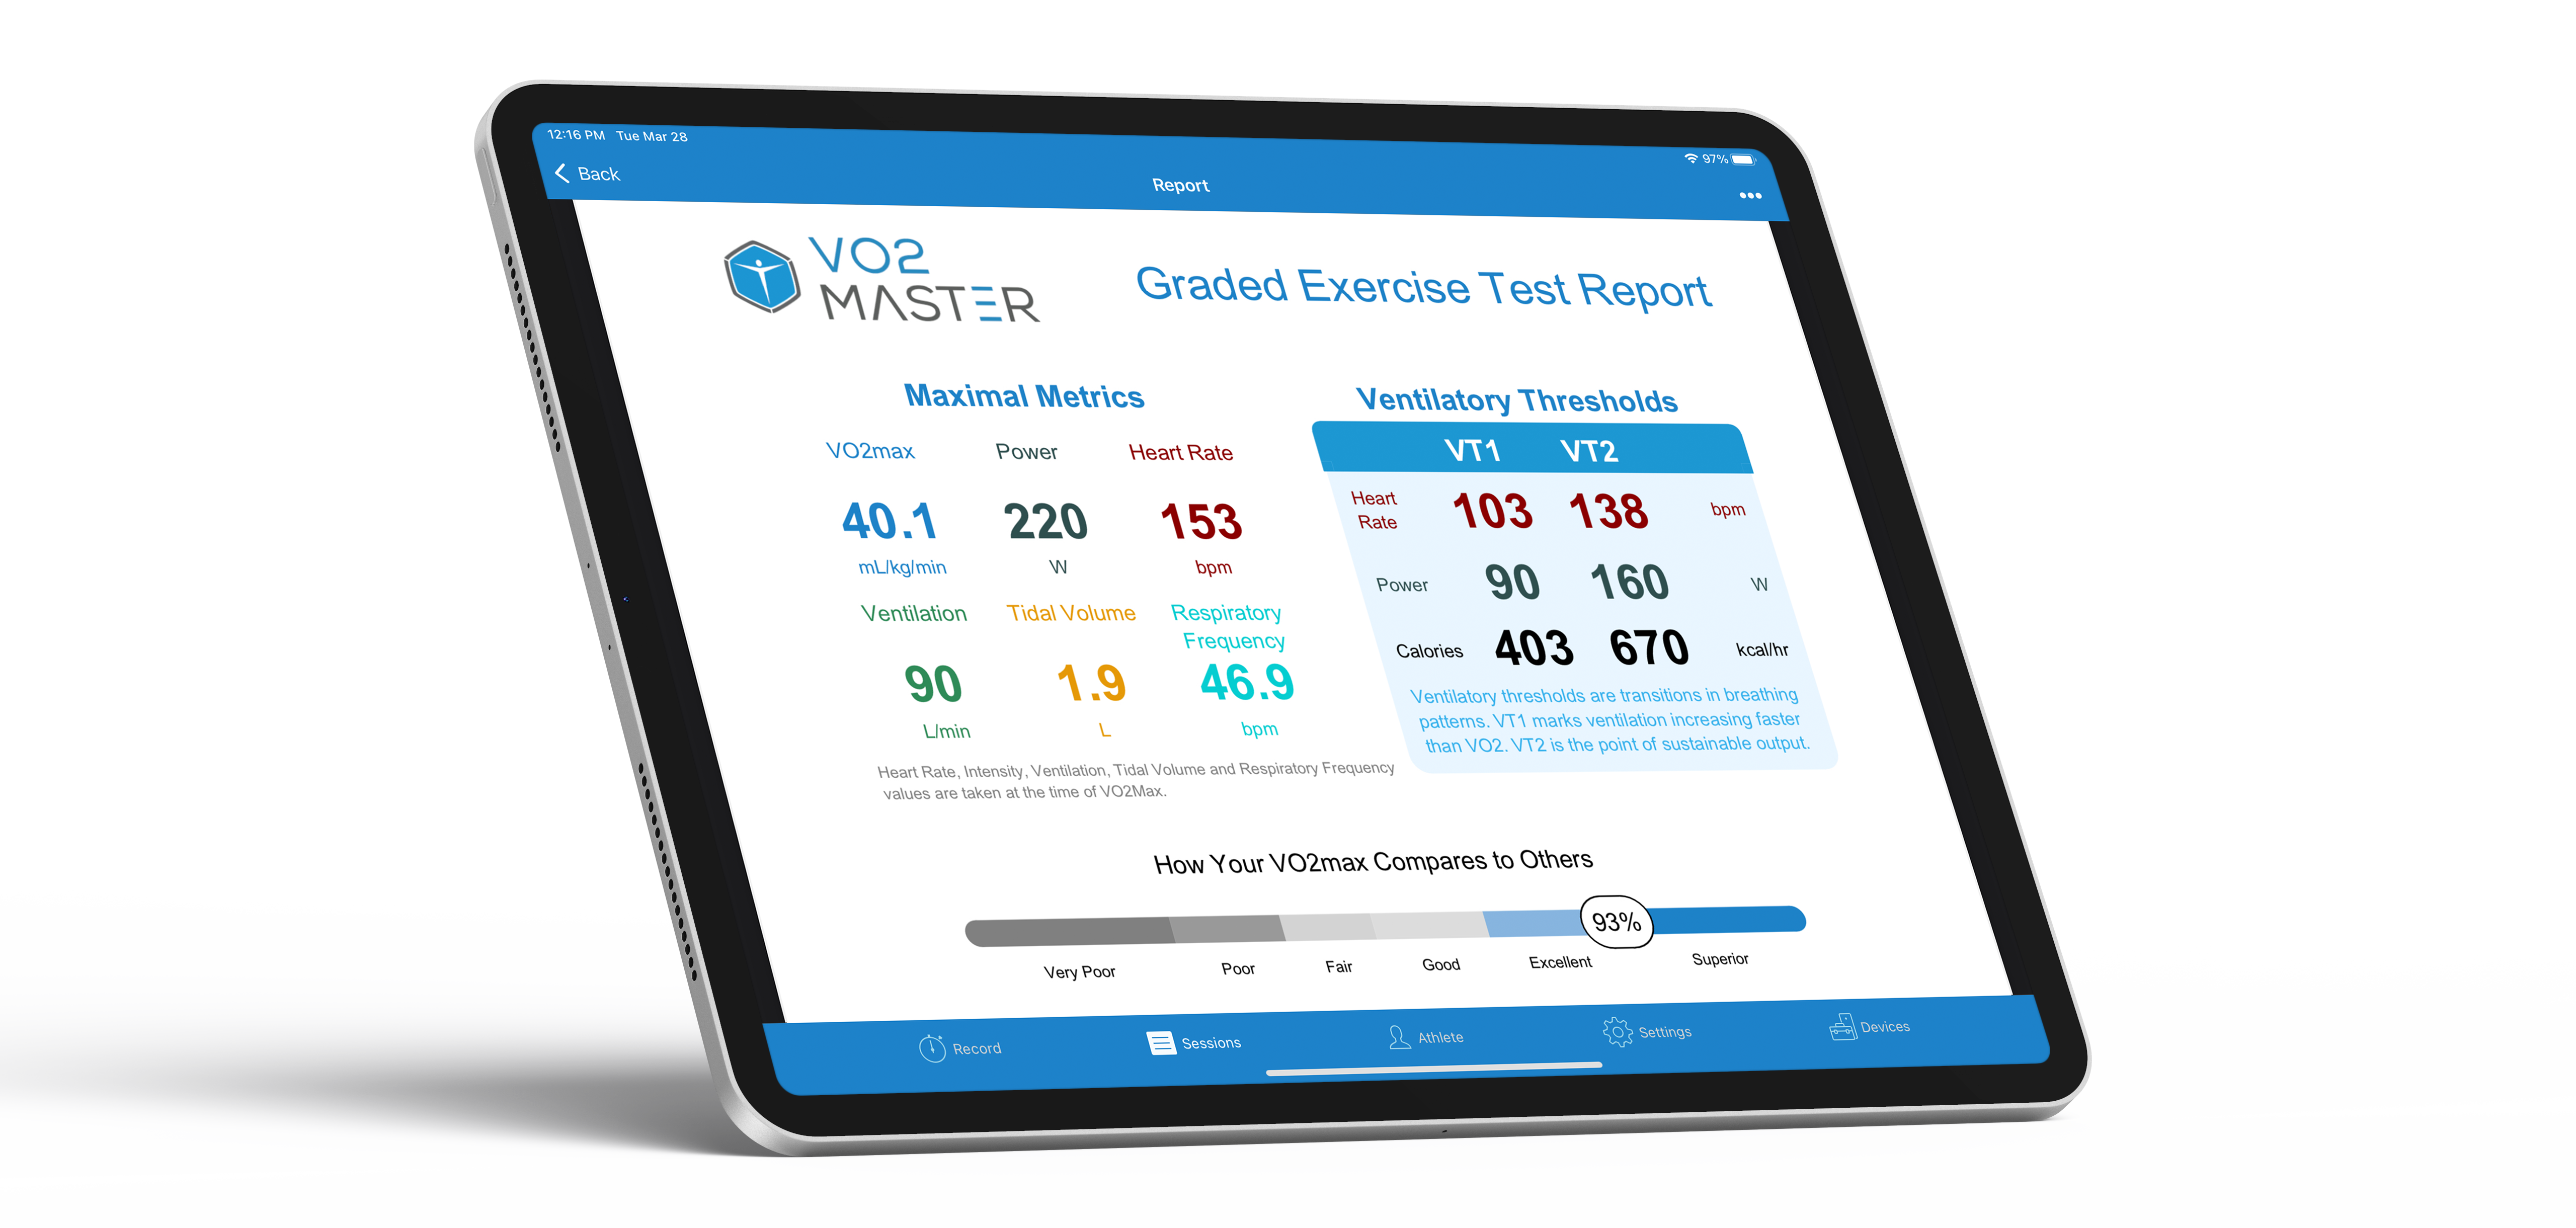 12:16 PM Tue Mar 28
97%
Back
Report
VO2
MASTER
Graded Exercise Test Report
Maximal Metrics
VO2max Power Heart Rate
40.1 220 153
mL/kg/min W bpm
Ventilation Tidal Volume Respiratory
Frequency
90 1.9 46.9
L/min L bpm
Heart Rate, Intensity, Ventilation, Tidal Volume and Respiratory Frequency
values are taken at the time of VO2Max.
Ventilatory Thresholds
VT1 VT2
Heart
Rate 103 138 bpm
Power 90 160 W
Calories 403 670 kcal/hr
Ventilatory thresholds are transitions in breathing
patterns. VT1 marks ventilation increasing faster
than VO2. VT2 is the point of sustainable output.
How Your VO2max Compares to Others
93%
Very Poor Poor Fair Good Excellent Superior
Record Sessions Athlete Settings Devices